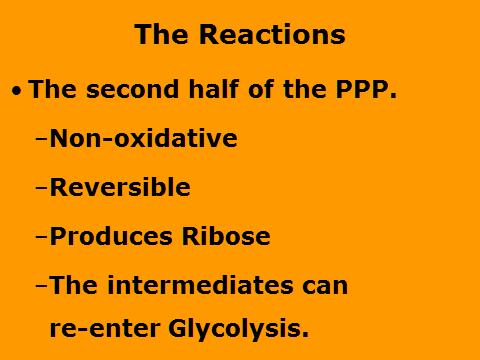 The Reactions
• The second half of the PPP.
–Non-oxidative
–Reversible
–Produces Ribose
–The intermediates can
re-enter Glycolysis.